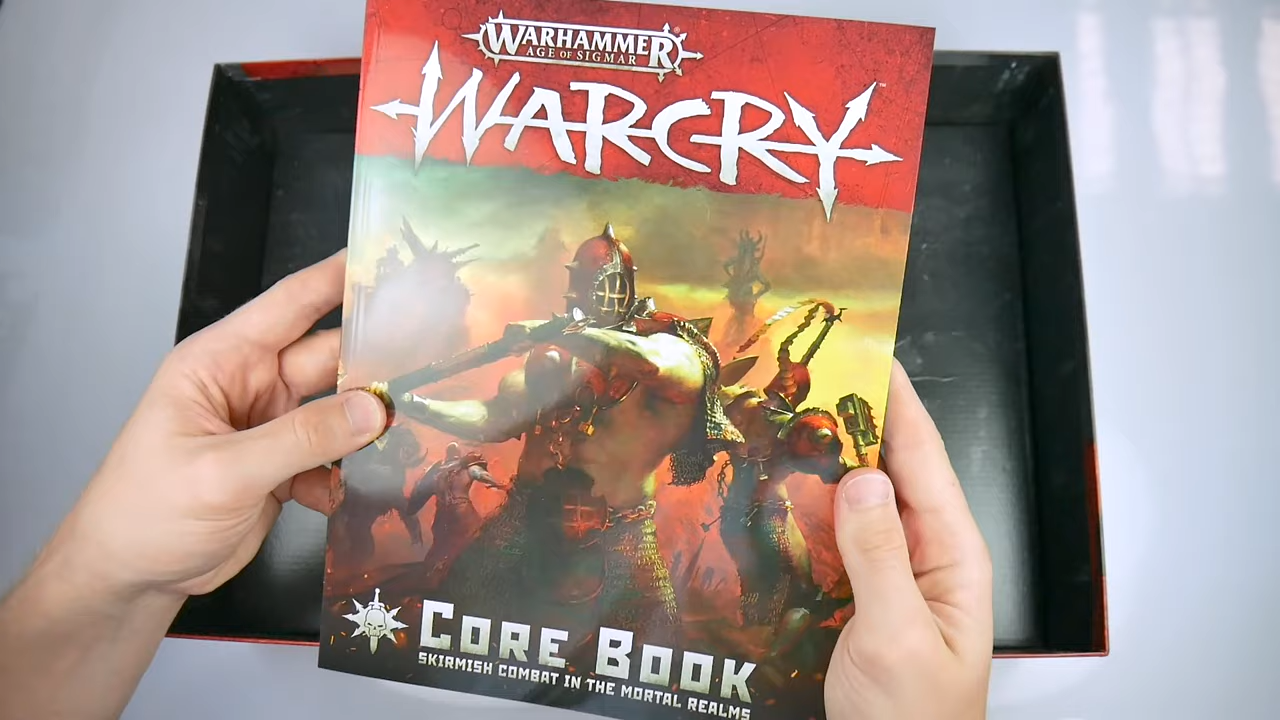 WARHAMMER
AGE OF SIGMAR
WARCRY
CORE BOOK
SKIRMISH COMBAT IN THE MORTAL REALMS